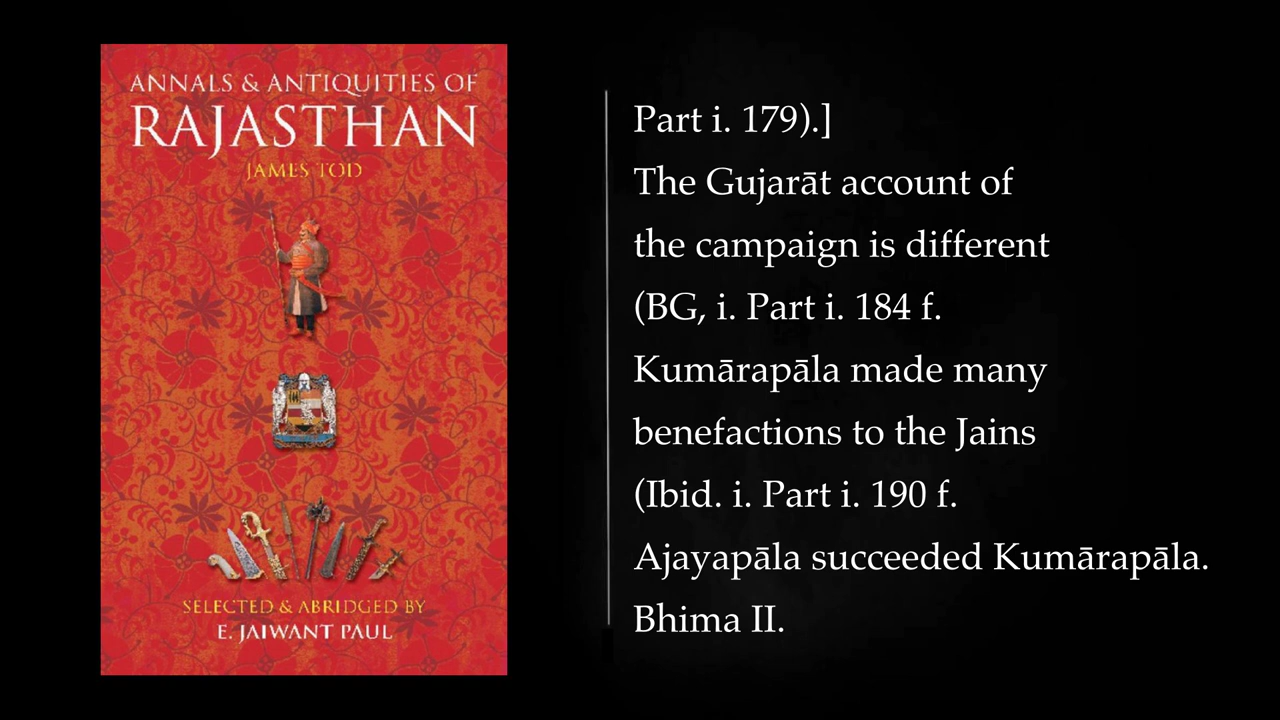 ANNALS & ANTIQUITIES OF
RAJASTHAN
JAMES TOD
SELECTED & ABRIDGED BY
E. JAIWANT PAUL
Part i. 179).]
The Gujarāt account of
the campaign is different
(BG, i. Part i. 184 f.
Kumārapāla made many
benefactions to the Jains
(Ibid. i. Part i. 190 f.
Ajayapāla succeeded Kumārapāla.
Bhima II.